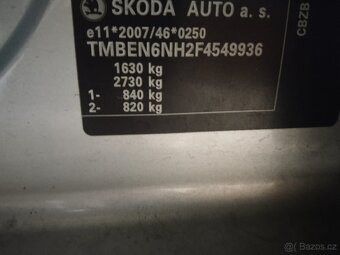 ŠKODA AUTO a. s.
e11*2007/46*0250
TMBEN6NH2F4549936
1630 kg
2730 kg
1- 840 kg
2- 820 kg
CBZB
Bazos.cz